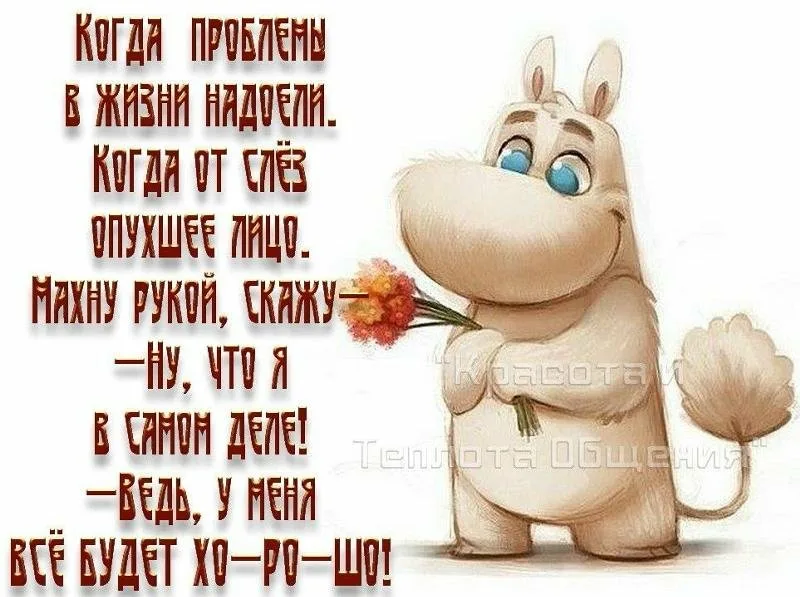 Когда проблемы
в жизни надоели.
Когда от слёз
опухшее лицо.
Махну рукой, скажу—
—Ну, что я
в самом деле!
—Ведь, у меня
всё будет хо—ро—шо!
"Красота и
Теплота Общения"